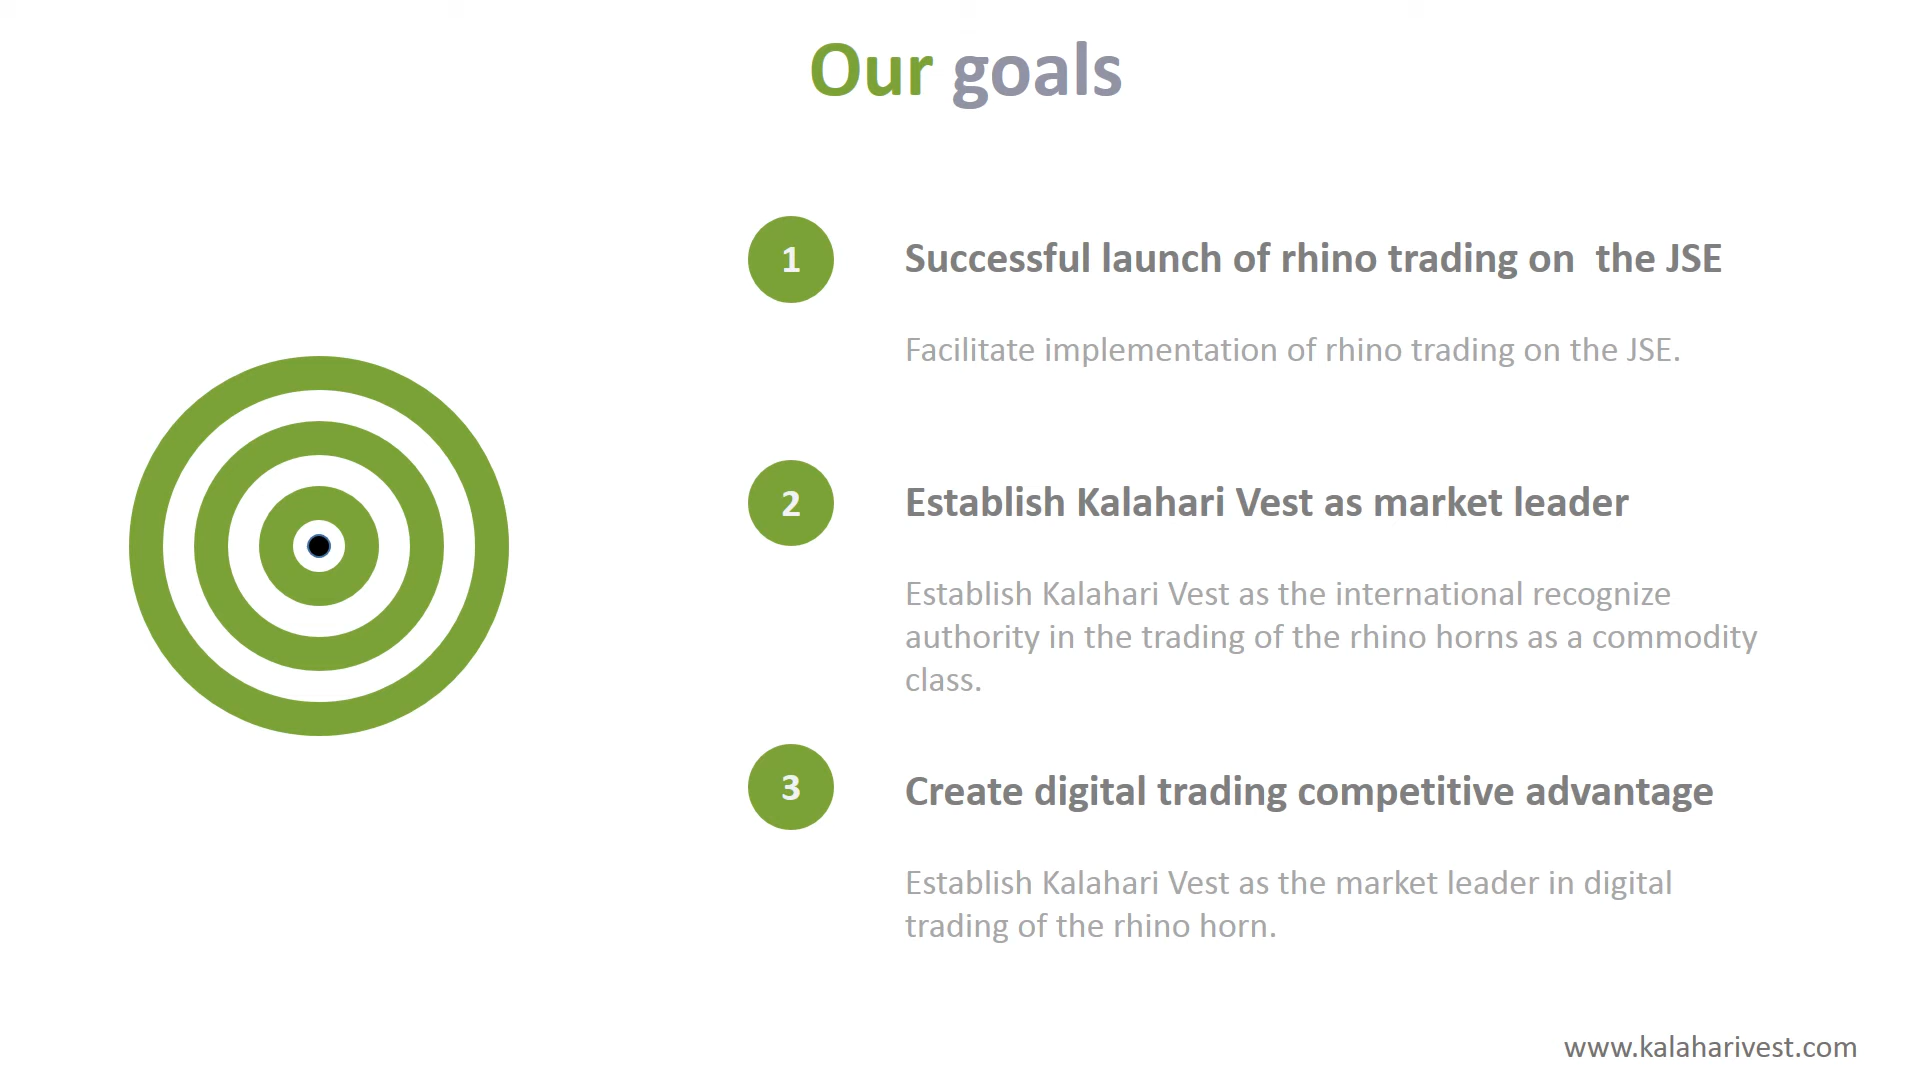 Our goals
1
Successful launch of rhino trading on  the JSE
Facilitate implementation of rhino trading on the JSE.
2
Establish Kalahari Vest as market leader
Establish Kalahari Vest as the international recognize
authority in the trading of the rhino horns as a commodity
class.
3
Create digital trading competitive advantage
Establish Kalahari Vest as the market leader in digital
trading of the rhino horn.
www.kalaharivest.com